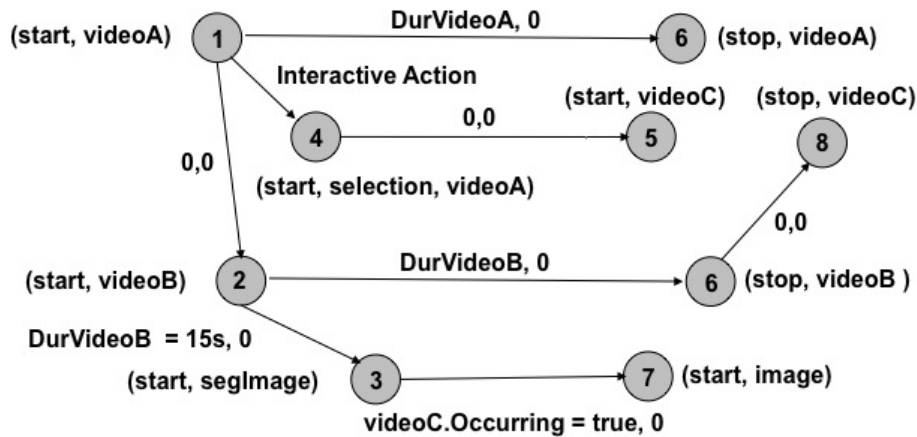 DurVideoA, 0
(start, videoA) 1 6 (stop, videoA)
Interactive Action
(start, videoC) (stop, videoC)
0,0
4 5 8
0,0
(start, selection, videoA)
0,0
DurVideoB, 0
(start, videoB) 2 6 (stop, videoB )
DurVideoB = 15s, 0
(start, segImage) 3 7 (start, image)
videoC.Occurring = true, 0